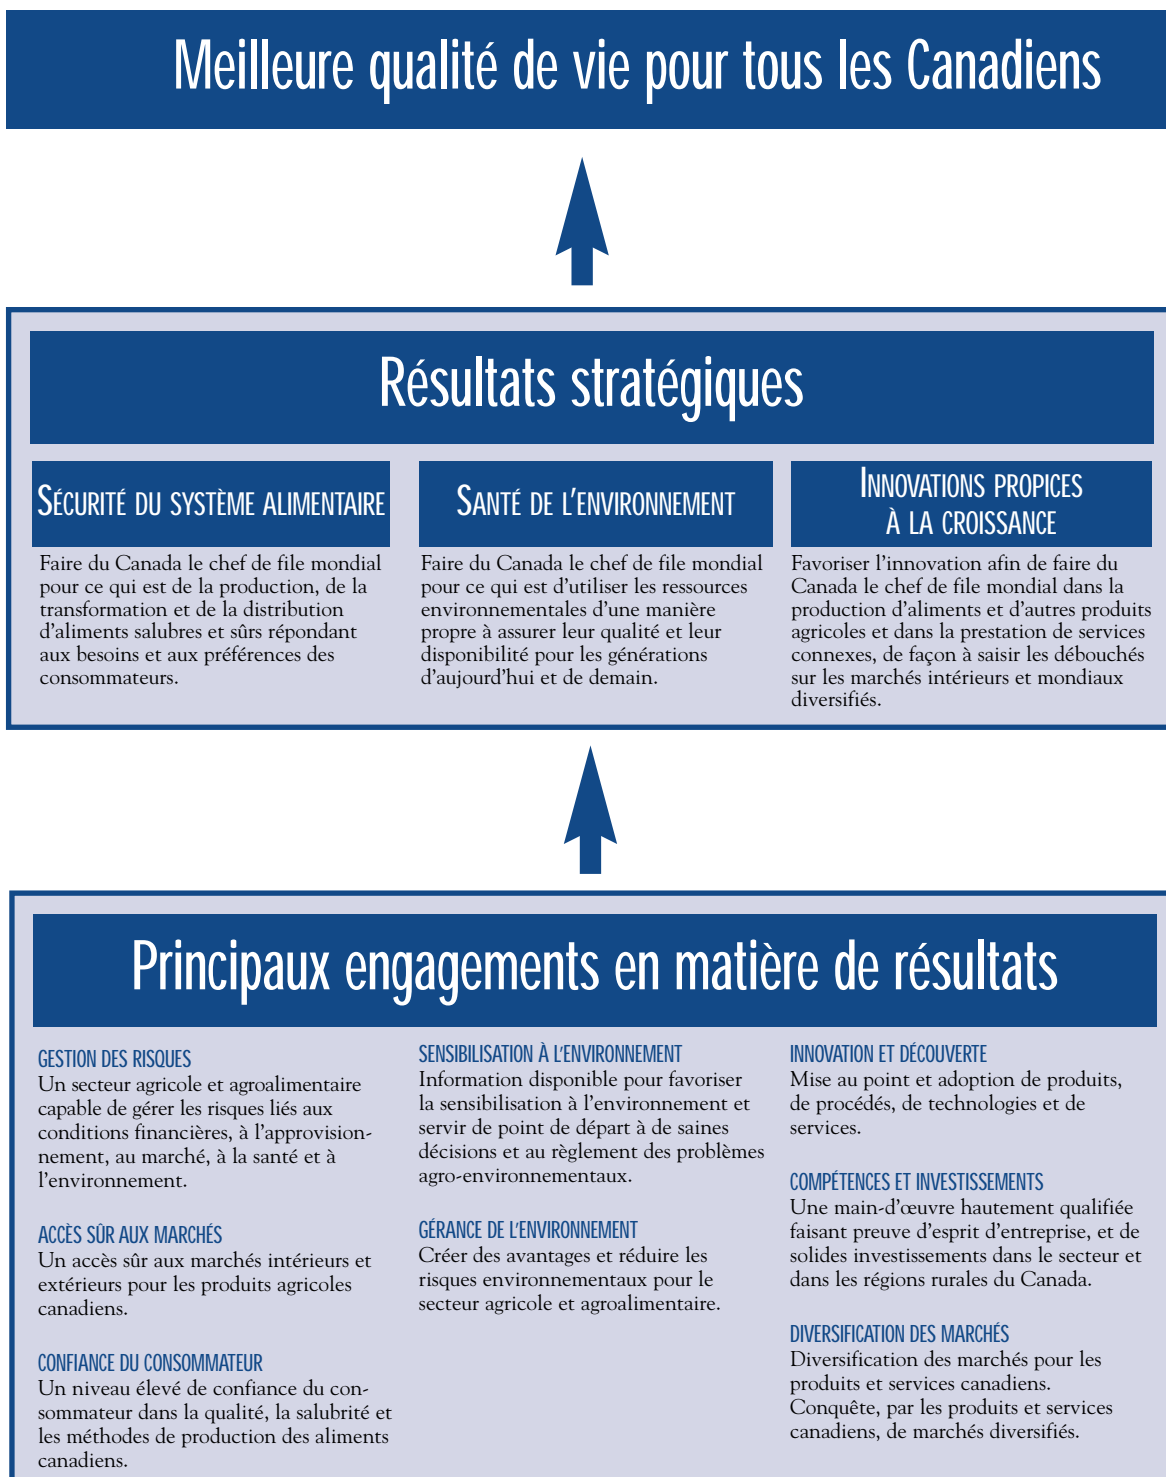 Meilleure qualité de vie pour tous les Canadiens
Résultats stratégiques
SÉCURITÉ DU SYSTÈME ALIMENTAIRE
Faire du Canada le chef de file mondial
pour ce qui est de la production, de la
transformation et de la distribution
d'aliments salubres et sûrs répondant
aux besoins et aux préférences des
consommateurs.
SANTÉ DE L'ENVIRONNEMENT
Faire du Canada le chef de file mondial
pour ce qui est d'utiliser les ressources
environnementales d'une manière
propre à assurer leur qualité et leur
disponibilité pour les générations
d'aujourd'hui et de demain.
INNOVATIONS PROPICES
À LA CROISSANCE
Favoriser l'innovation afin de faire du
Canada le chef de file mondial dans la
production d'aliments et d'autres produits
agricoles et dans la prestation de services
connexes, de façon à saisir les débouchés
sur les marchés intérieurs et mondiaux
diversifiés.
Principaux engagements en matière de résultats
GESTION DES RISQUES
Un secteur agricole et agroalimentaire
capable de gérer les risques liés aux
conditions financières, à l'approvision-
nement, au marché, à la santé et à
l'environnement.
ACCÈS SÛR AUX MARCHÉS
Un accès sûr aux marchés intérieurs et
extérieurs pour les produits agricoles
canadiens.
CONFIANCE DU CONSOMMATEUR
Un niveau élevé de confiance du con-
sommateur dans la qualité, la salubrité et
les méthodes de production des aliments
canadiens.
SENSIBILISATION À L'ENVIRONNEMENT
Information disponible pour favoriser
la sensibilisation à l'environnement et
servir de point de départ à de saines
décisions et au règlement des problèmes
agro-environnementaux.
GÉRANCE DE L'ENVIRONNEMENT
Créer des avantages et réduire les
risques environnementaux pour le
secteur agricole et agroalimentaire.
INNOVATION ET DÉCOUVERTE
Mise au point et adoption de produits,
de procédés, de technologies et de
services.
COMPÉTENCES ET INVESTISSEMENTS
Une main-d'œuvre hautement qualifiée
faisant preuve d'esprit d'entreprise, et de
solides investissements dans le secteur et
dans les régions rurales du Canada.
DIVERSIFICATION DES MARCHÉS
Diversification des marchés pour les
produits et services canadiens.
Conquête, par les produits et services
canadiens, de marchés diversifiés.